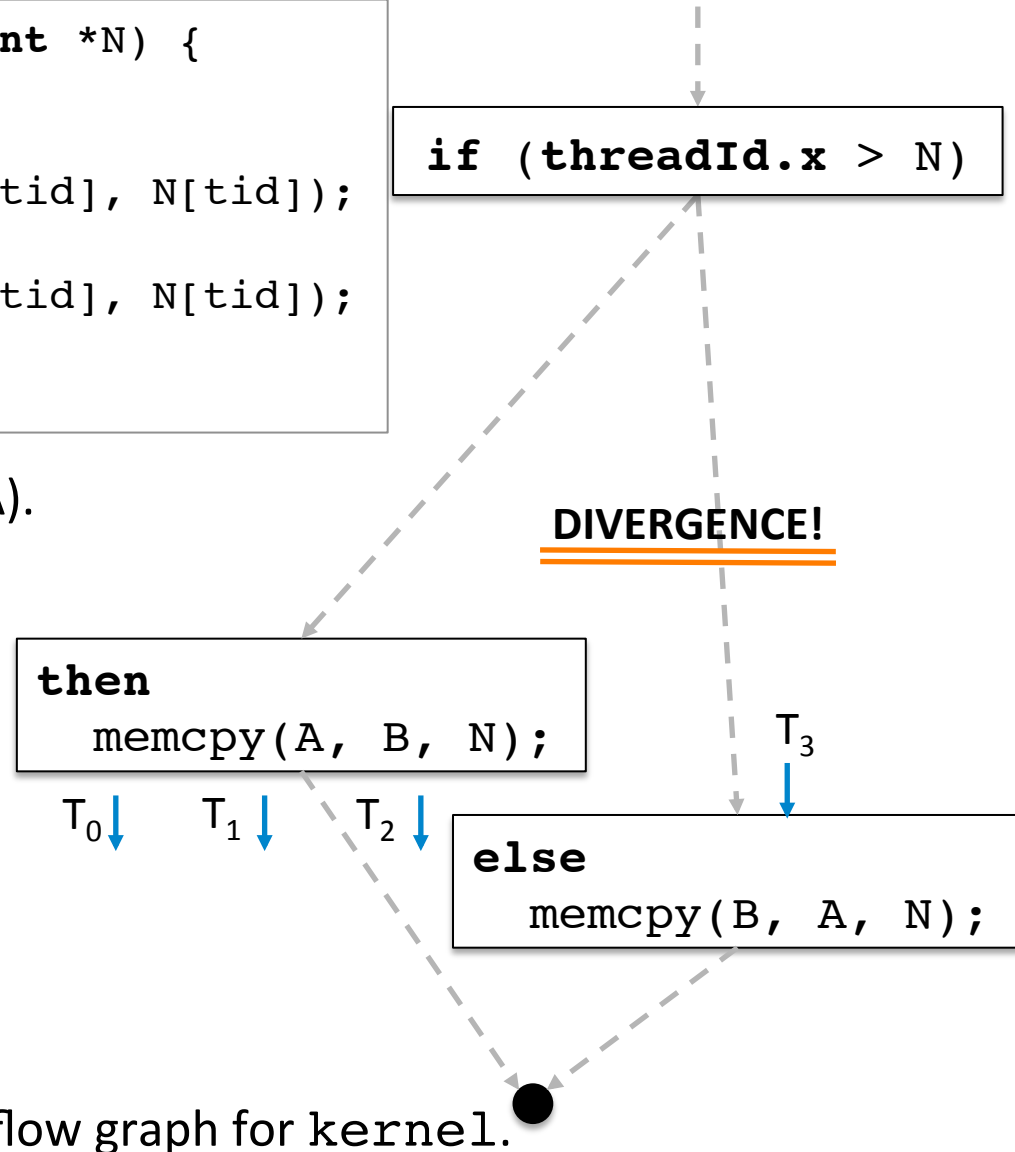 nt *N) {
tid], N[tid]);
tid], N[tid]);
if (threadId.x > N)
).
DIVERGENCE!
then
memcpy(A, B, N);
T0 T1 T2
T3
else
memcpy(B, A, N);
flow graph for kernel.